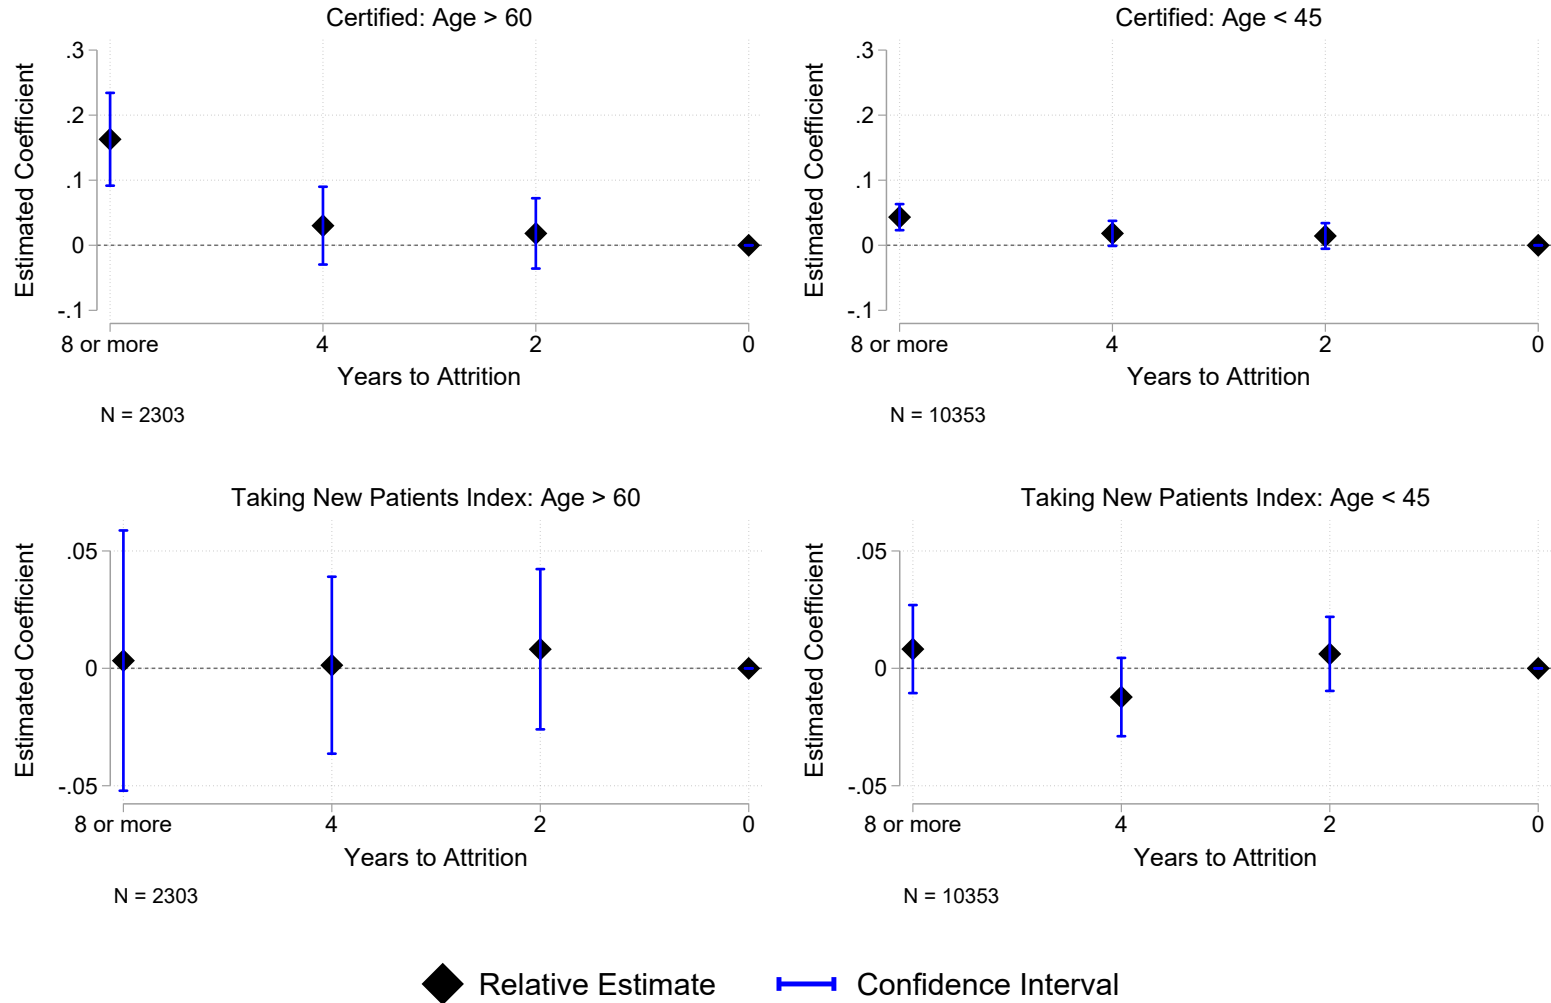 Certified: Age > 60
Estimated Coefficient
.3
.2
.1
0
-.1
8 or more 4 2 0
Years to Attrition
N = 2303
Certified: Age < 45
Estimated Coefficient
.3
.2
.1
0
-.1
8 or more 4 2 0
Years to Attrition
N = 10353
Taking New Patients Index: Age > 60
Estimated Coefficient
.05
0
-.05
8 or more 4 2 0
Years to Attrition
N = 2303
Taking New Patients Index: Age < 45
Estimated Coefficient
.05
0
-.05
8 or more 4 2 0
Years to Attrition
N = 10353
Relative Estimate Confidence Interval